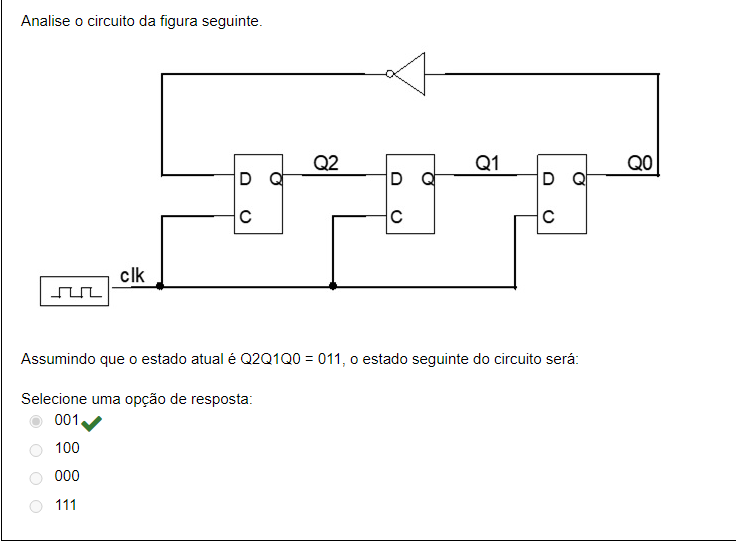 Analise o circuito da figura seguinte.
Q2 Q1 Q0
D Q D Q D Q
C C C
clk
Assumindo que o estado atual é Q2Q1Q0 = 011, o estado seguinte do circuito será:
Selecione uma opção de resposta:
001
100
000
111